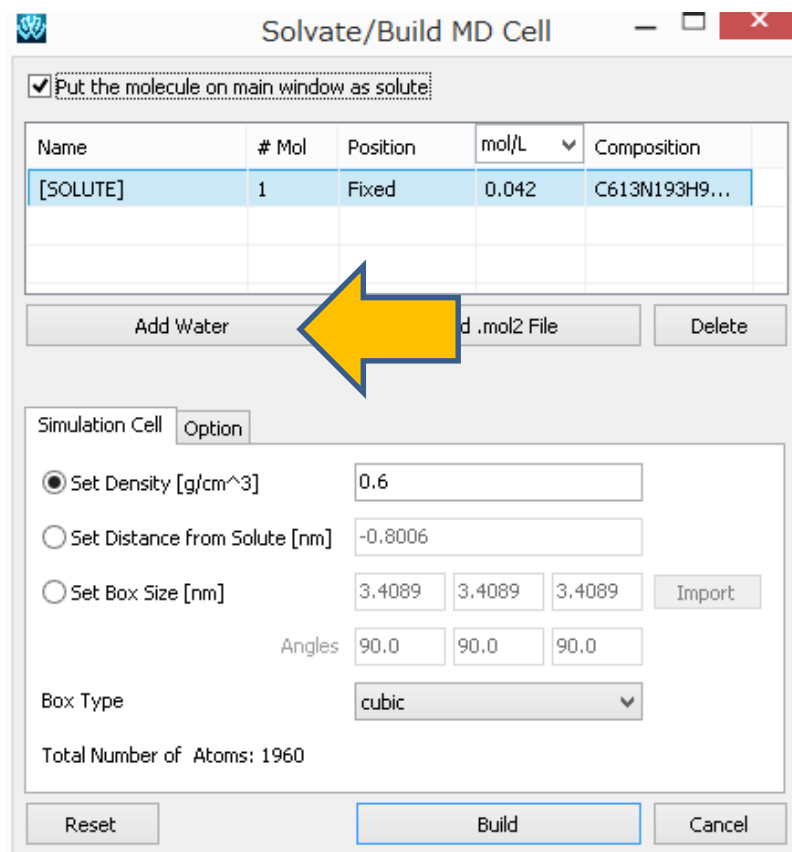 Solvate/Build MD Cell
Put the molecule on main window as solute
Name # Mol Position mol/L Composition
[SOLUTE] 1 Fixed 0.042 C613N193H9...
Add Water .mol2 File Delete
Simulation Cell Option
Set Density [g/cm^3] 0.6
Set Distance from Solute [nm] -0.8006
Set Box Size [nm] 3.4089 3.4089 3.4089 Import
Angles 90.0 90.0 90.0
Box Type cubic
Total Number of Atoms: 1960
Reset Build Cancel